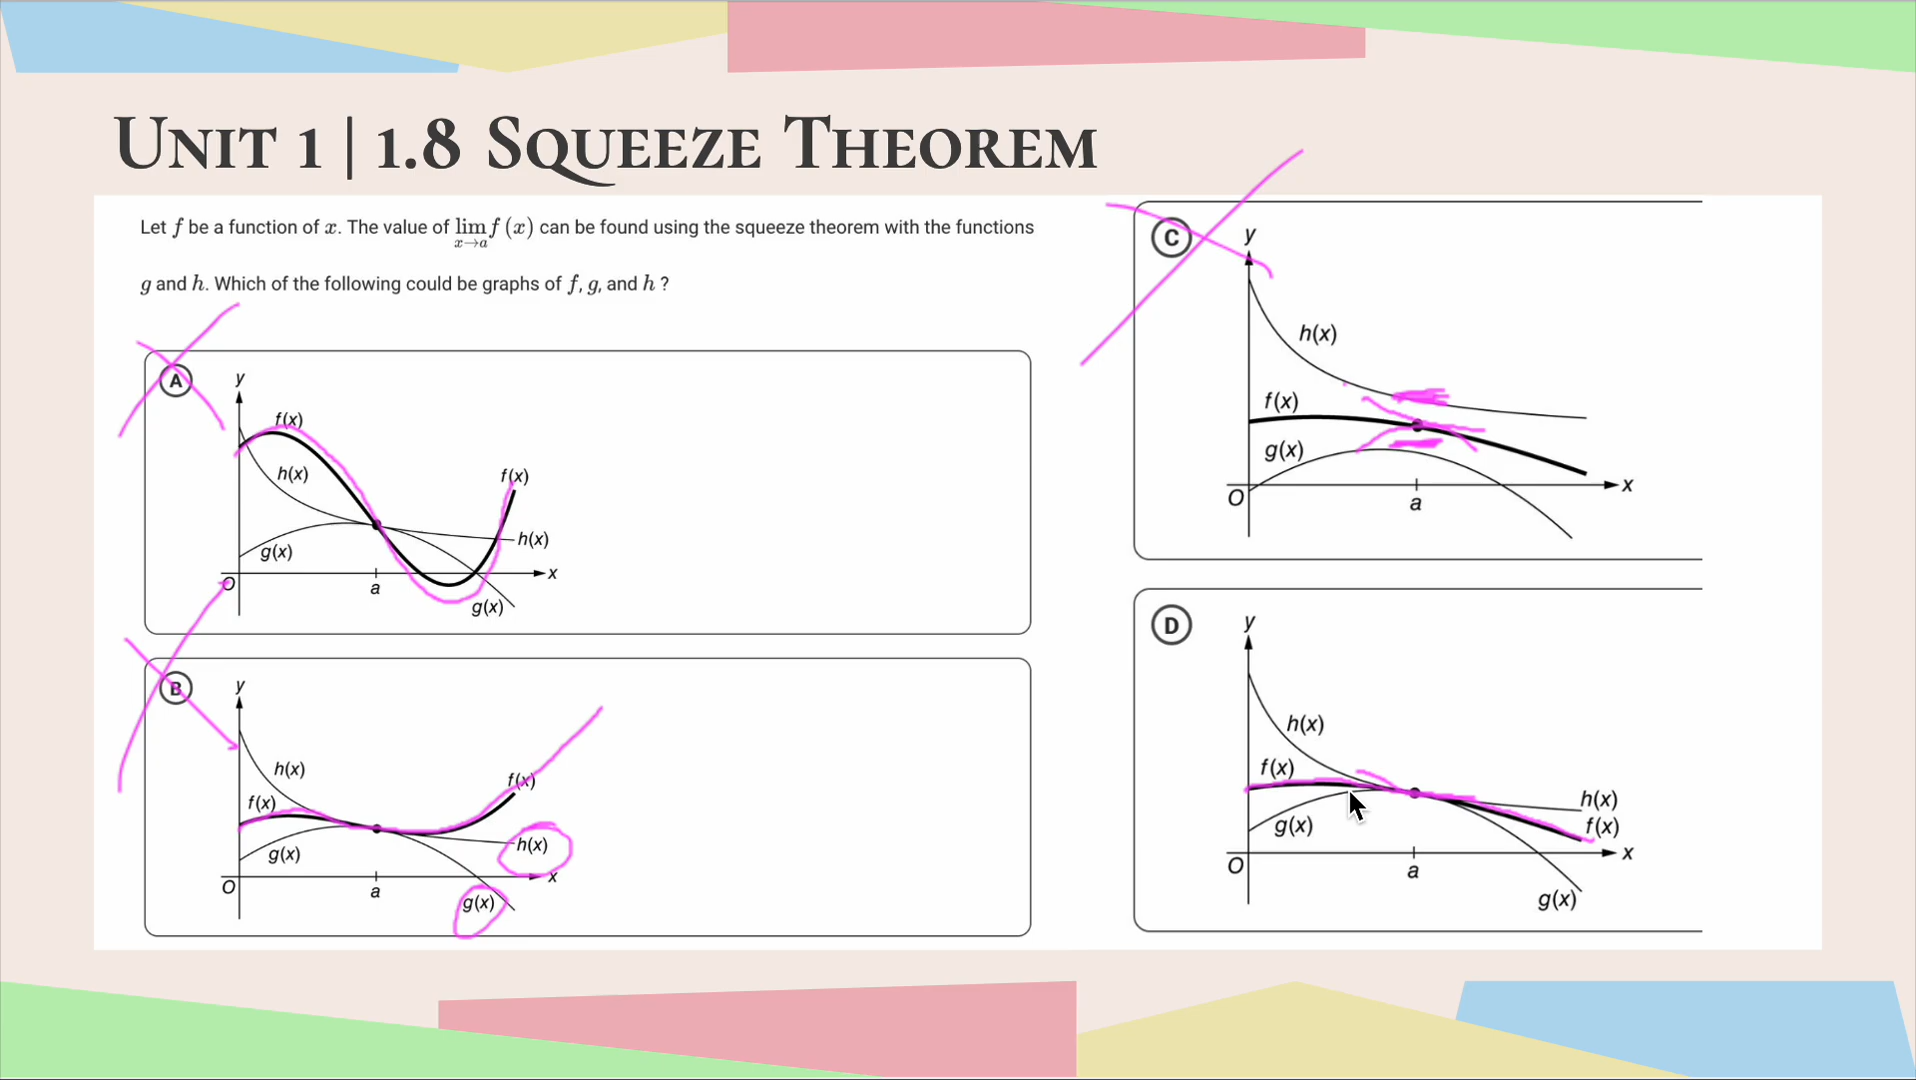 UNIT 1 | 1.8 SQUEEZE THEOREM
Let f be a function of x. The value of lim x→a f (x) can be found using the squeeze theorem with the functions
g and h. Which of the following could be graphs of f, g, and h ?
A
y
f(x)
h(x)
f(x)
g(x)
h(x)
O
a
x
g(x)
B
y
h(x)
f(x)
f(x)
g(x)
h(x)
O
a
x
g(x)
C
y
h(x)
f(x)
g(x)
O
a
x
D
y
h(x)
f(x)
g(x)
h(x)
f(x)
O
a
x
g(x)